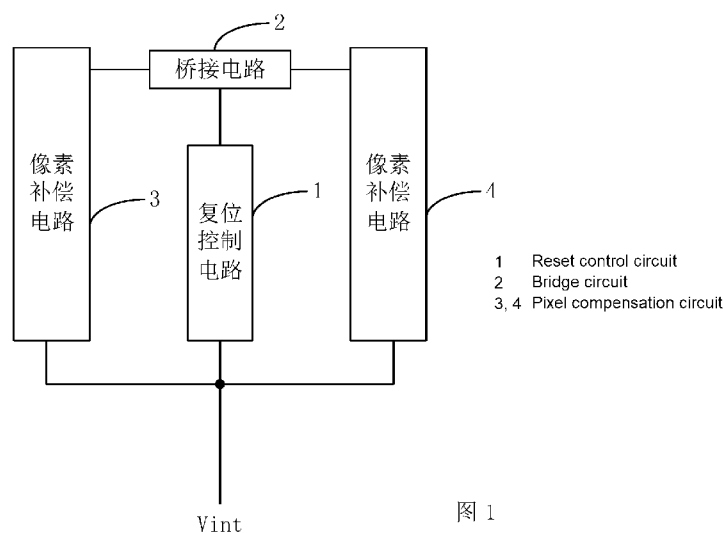 2
桥接电路
像素
补偿
电路
3
复位
控制
电路
1
像素
补偿
电路
4
1 Reset control circuit
2 Bridge circuit
3, 4 Pixel compensation circuit
Vint
图 1